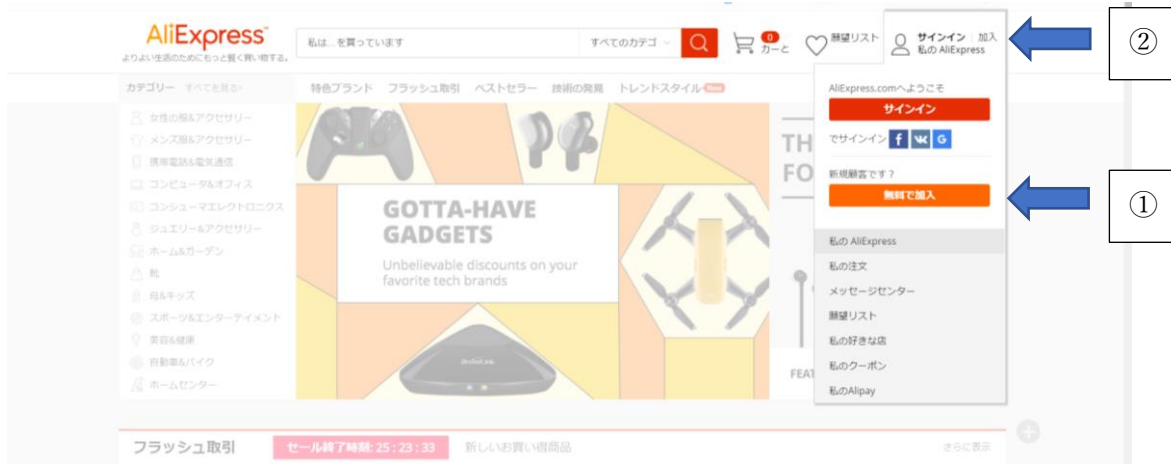 AliExpress
よりよい生活のためにもっと賢く買い物する。
私は... を買っています
すべてのカテゴ
0
カーと
願望リスト
サインイン | 加入
私の AliExpress
②
カテゴリー すべてを見る>
特色ブランド フラッシュ取引 ベストセラー 技術の発見 トレンドスタイル New
AliExpress.comへようこそ
サインイン
でサインイン
新規顧客です？
無料で加入
①
私の AliExpress
私の注文
メッセージセンター
願望リスト
私の好きな店
私のクーポン
私のAlipay
女性の服&アクセサリー
メンズ服&アクセサリー
携帯電話&電気通信
コンピュータ&オフィス
コンシューマエレクトロニクス
ジュエリー&アクセサリー
ホーム&ガーデン
靴
母&キッズ
スポーツ&エンターテイメント
美容&健康
自動車&バイク
ホームセンター
GOTTA-HAVE
GADGETS
Unbelievable discounts on your
favorite tech brands
TH
FO
FEAT
フラッシュ取引
セール終了時刻: 25 : 23 : 33
新しいお買い得商品
さらに表示